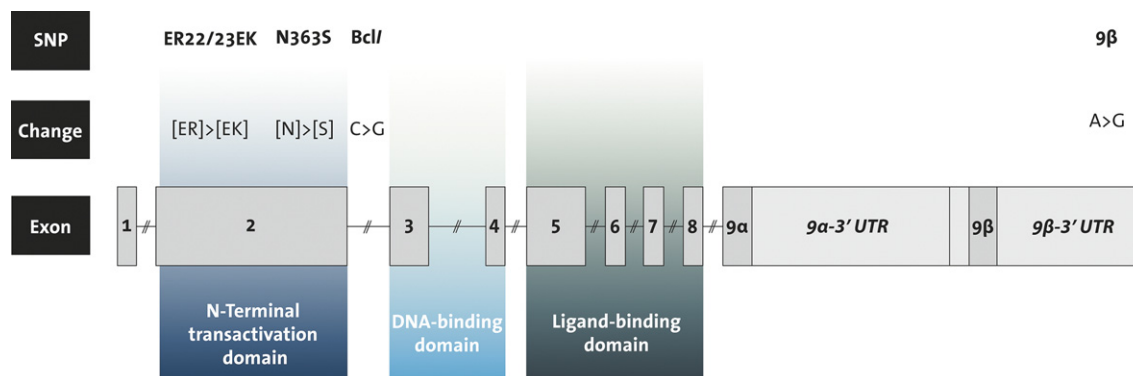 SNP ER22/23EK N363S BclI 9β
Change [ER]>[EK] [N]>[S] C>G A>G
Exon 1 2 3 4 5 6 7 8 9α 9α-3' UTR 9β 9β-3' UTR
N-Terminal
transactivation
domain
DNA-binding
domain
Ligand-binding
domain